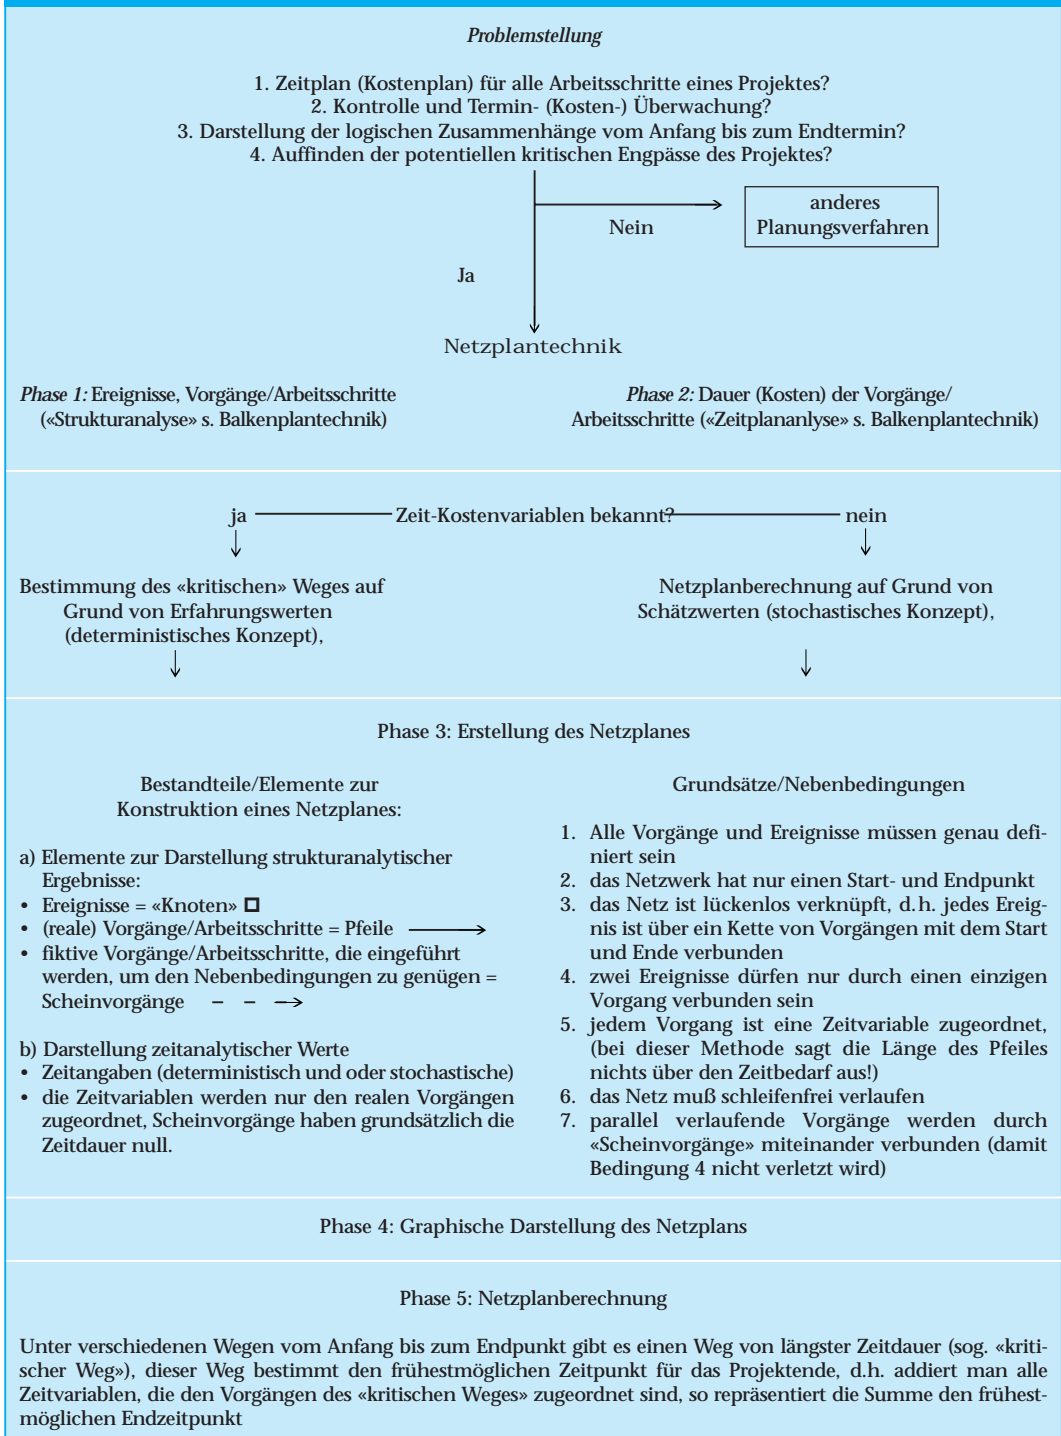 Problemstellung
1. Zeitplan (Kostenplan) für alle Arbeitsschritte eines Projektes?
2. Kontrolle und Termin- (Kosten-) Überwachung?
3. Darstellung der logischen Zusammenhänge vom Anfang bis zum Endtermin?
4. Auffinden der potentiellen kritischen Engpässe des Projektes?
Nein
anderes
Planungsverfahren
Ja
Netzplantechnik
Phase 1: Ereignisse, Vorgänge/Arbeitsschritte
(«Strukturanalyse» s. Balkenplantechnik)
Phase 2: Dauer (Kosten) der Vorgänge/
Arbeitsschritte («Zeitplananlyse» s. Balkenplantechnik)
ja
Zeit-Kostenvariablen bekannt?
nein
Bestimmung des «kritischen» Weges auf
Grund von Erfahrungswerten
(deterministisches Konzept),
Netzplanberechnung auf Grund von
Schätzwerten (stochastisches Konzept),
Phase 3: Erstellung des Netzplanes
Bestandteile/Elemente zur
Konstruktion eines Netzplanes:
a) Elemente zur Darstellung strukturanalytischer
Ergebnisse:
• Ereignisse = «Knoten»
• (reale) Vorgänge/Arbeitsschritte = Pfeile
• fiktive Vorgänge/Arbeitsschritte, die eingeführt
werden, um den Nebenbedingungen zu genügen =
Scheinvorgänge
b) Darstellung zeitanalytischer Werte
• Zeitangaben (deterministisch und oder stochastische)
• die Zeitvariablen werden nur den realen Vorgängen
zugeordnet, Scheinvorgänge haben grundsätzlich die
Zeitdauer null.
Grundsätze/Nebenbedingungen
1. Alle Vorgänge und Ereignisse müssen genau defi-
niert sein
2. das Netzwerk hat nur einen Start- und Endpunkt
3. das Netz ist lückenlos verknüpft, d.h. jedes Ereig-
nis ist über ein Kette von Vorgängen mit dem Start
und Ende verbunden
4. zwei Ereignisse dürfen nur durch einen einzigen
Vorgang verbunden sein
5. jedem Vorgang ist eine Zeitvariable zugeordnet,
(bei dieser Methode sagt die Länge des Pfeiles
nichts über den Zeitbedarf aus!)
6. das Netz muß schleifenfrei verlaufen
7. parallel verlaufende Vorgänge werden durch
«Scheinvorgänge» miteinander verbunden (damit
Bedingung 4 nicht verletzt wird)
Phase 4: Graphische Darstellung des Netzplans
Phase 5: Netzplanberechnung
Unter verschiedenen Wegen vom Anfang bis zum Endpunkt gibt es einen Weg von längster Zeitdauer (sog. «kriti-
scher Weg»), dieser Weg bestimmt den frühestmöglichen Zeitpunkt für das Projektende, d.h. addiert man alle
Zeitvariablen, die den Vorgängen des «kritischen Weges» zugeordnet sind, so repräsentiert die Summe den frühest-
möglichen Endzeitpunkt